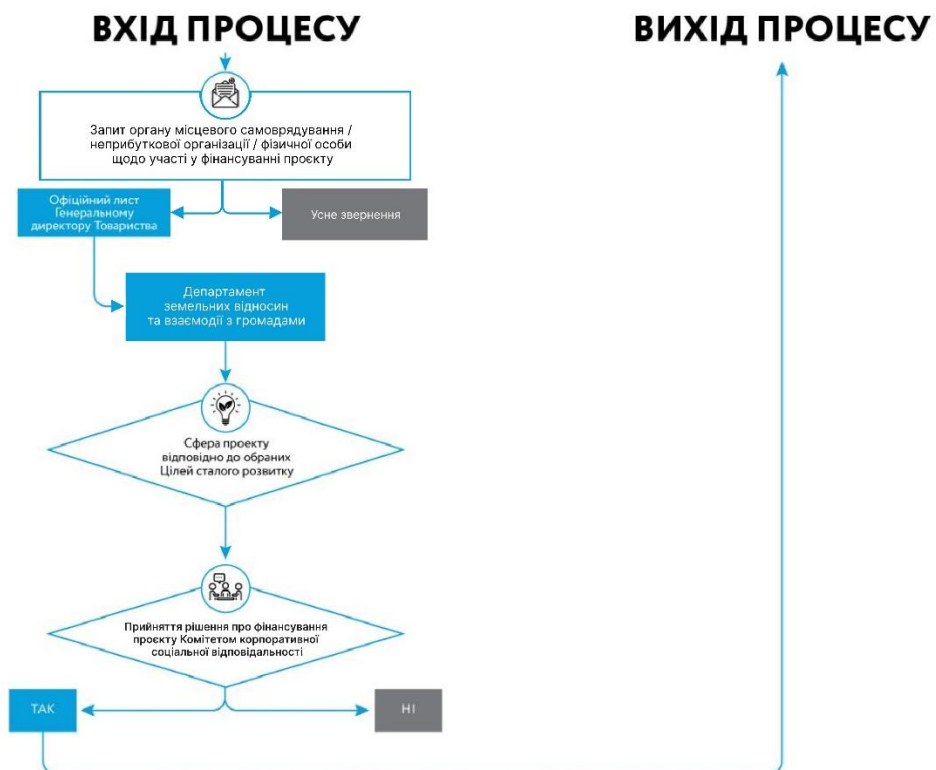 ВХІД ПРОЦЕСУ
ВИХІД ПРОЦЕСУ
Запит органу місцевого самоврядування /
неприбуткової організації / фізичної особи
щодо участі у фінансуванні проєкту
Офіційний лист
Генеральному
директору Товариства
Усне звернення
Департамент
земельних відносин
та взаємодії з громадами
Сфера проекту
відповідно до обраних
Цілей сталого розвитку
Прийняття рішення про фінансування
проєкту Комітетом корпоративної
соціальної відповідальності
ТАК
НІ